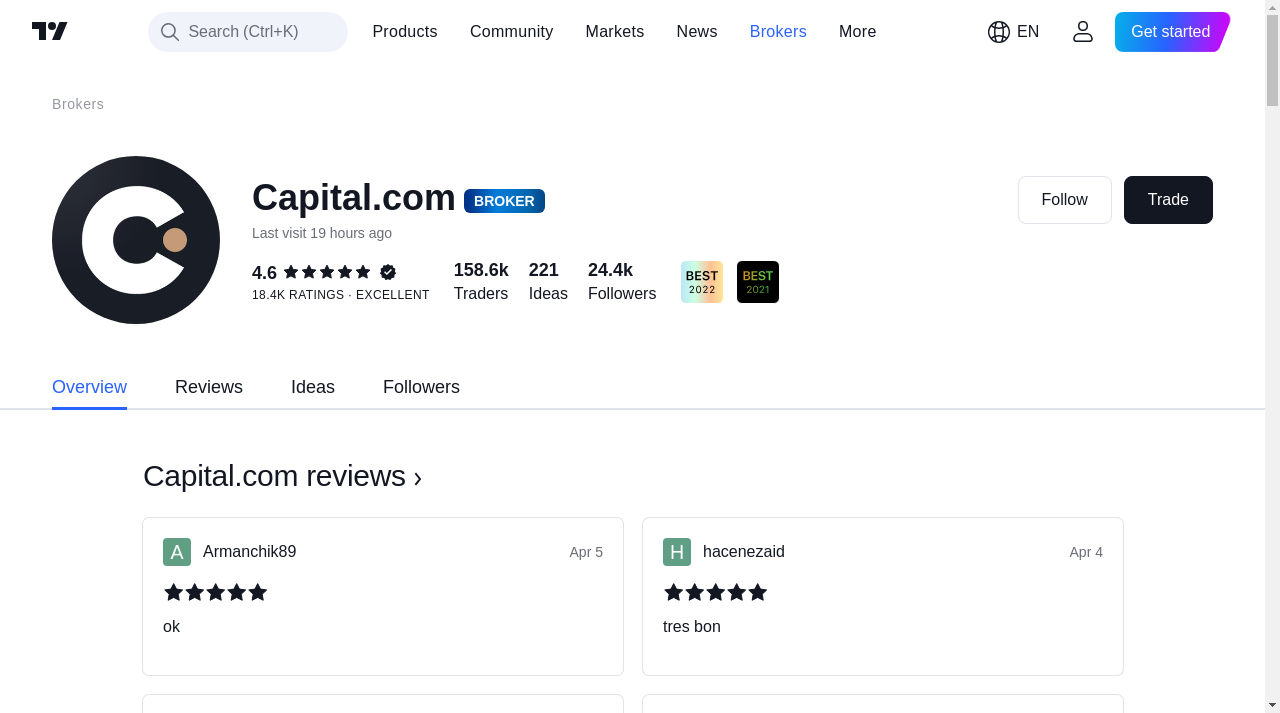 Search (Ctrl+K)
Products
Community
Markets
News
Brokers
More
EN
Get started
Brokers
Capital.com BROKER
Last visit 19 hours ago
Follow
Trade
4.6
18.4K RATINGS · EXCELLENT
158.6k
Traders
221
Ideas
24.4k
Followers
BEST
2022
BEST
2021
Overview
Reviews
Ideas
Followers
Capital.com reviews
A Armanchik89 Apr 5
ok
H hacenezaid Apr 4
tres bon